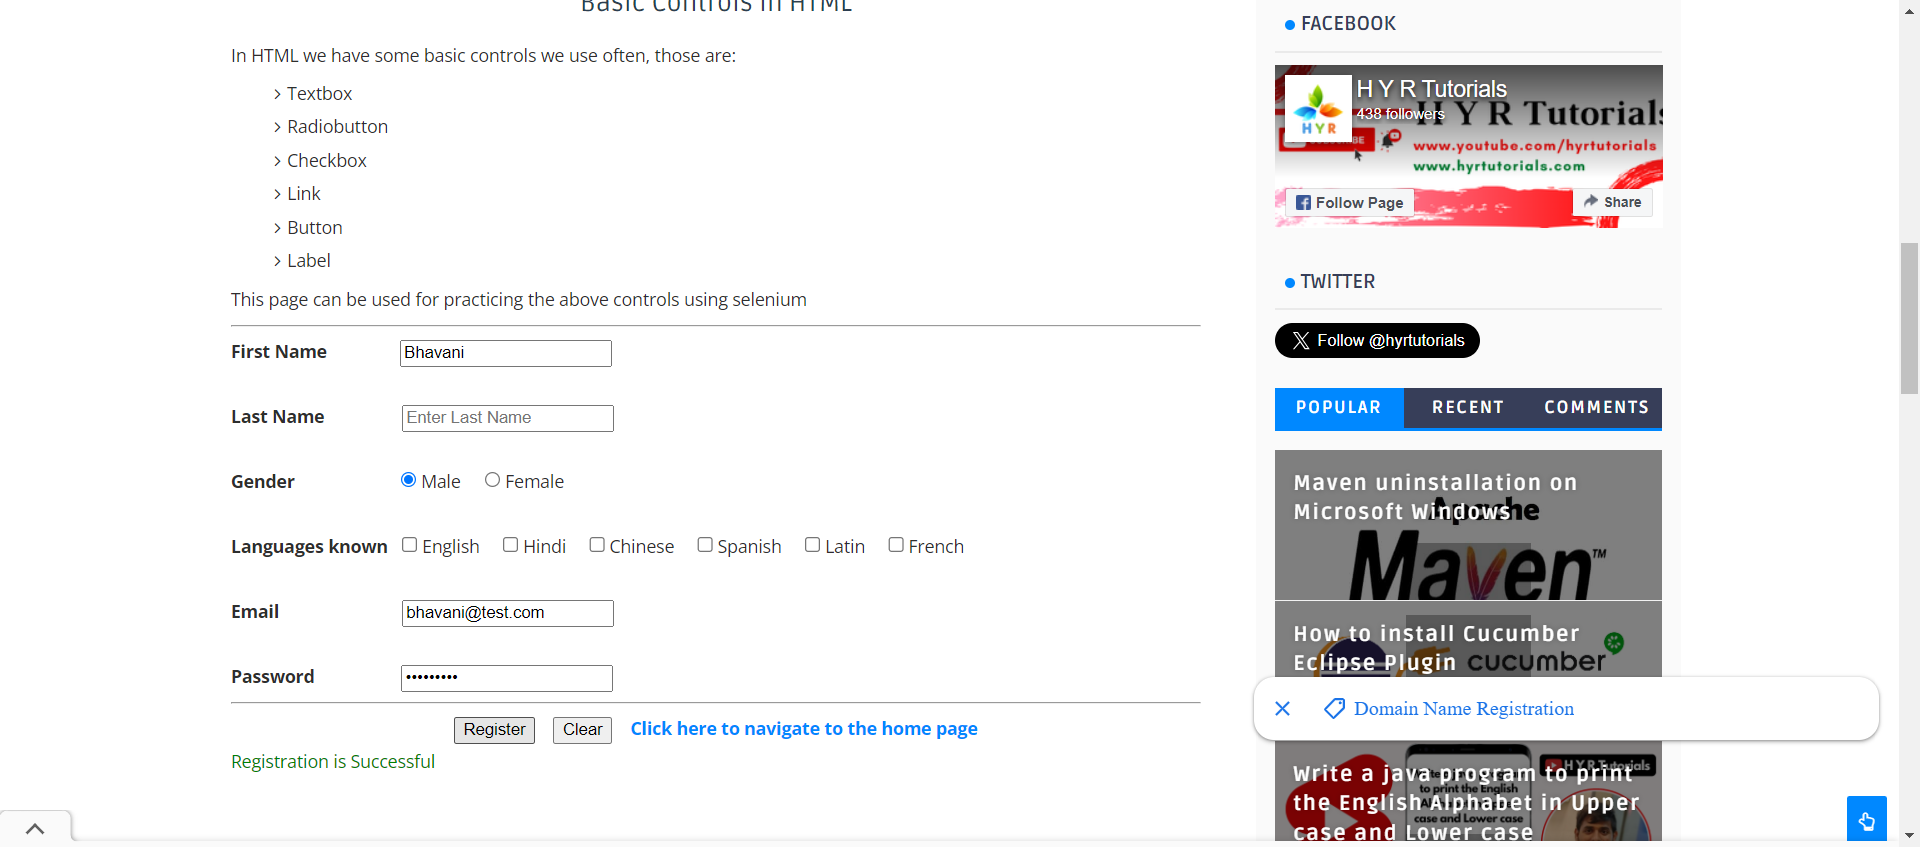 Basic Controls in HTML
In HTML we have some basic controls we use often, those are:
Textbox
Radiobutton
Checkbox
Link
Button
Label
This page can be used for practicing the above controls using selenium
First Name Bhavani
Last Name Enter Last Name
Gender Male Female
Languages known English Hindi Chinese Spanish Latin French
Email bhavani@test.com
Password •••••••••
Register Clear Click here to navigate to the home page
Registration is Successful
FACEBOOK
H Y R Tutorials
438 followers
H Y R Tutorials
www.youtube.com/hyrtutorials
www.hyrtutorials.com
HYR
Follow Page Share
TWITTER
Follow @hyrtutorials
POPULAR RECENT COMMENTS
Maven uninstallation on
Microsoft Windows
Apache
Maven™
How to install Cucumber
Eclipse Plugin
cucumber
Domain Name Registration
Write a java program to print
the English Alphabet in Upper
case and Lower case
to print the English
case and Lower case
H Y R Tutorials